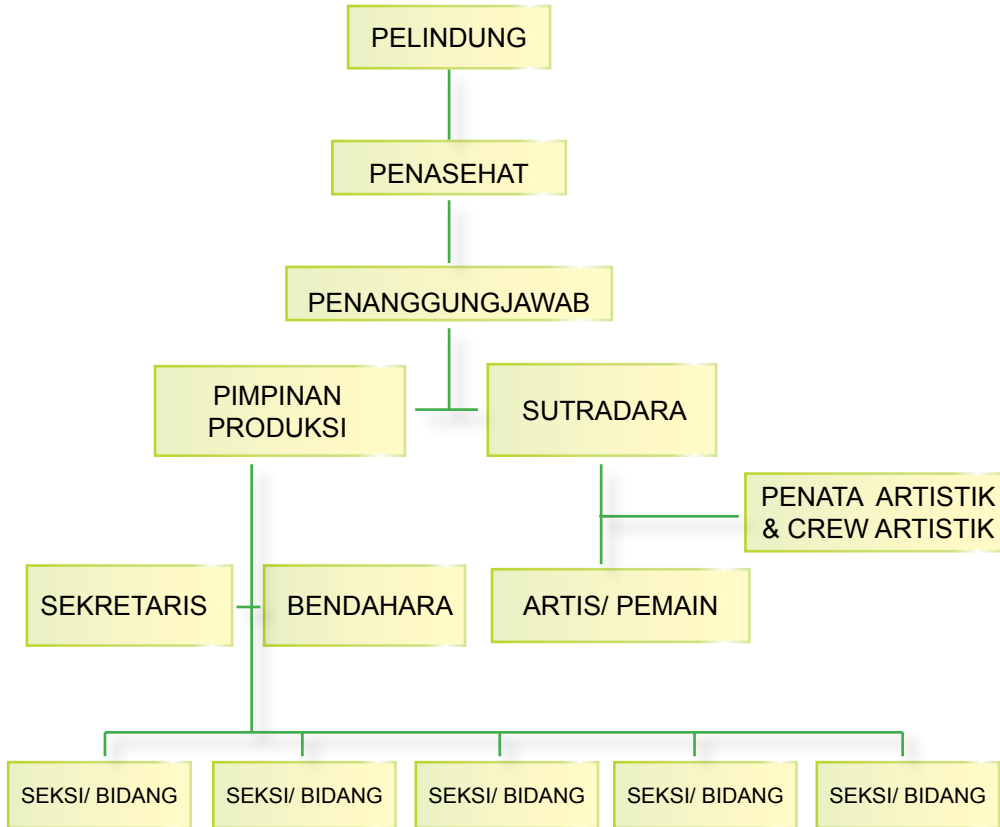 PELINDUNG
PENASEHAT
PENANGGUNGJAWAB
PIMPINAN
PRODUKSI
SUTRADARA
PENATA ARTISTIK
& CREW ARTISTIK
SEKRETARIS
BENDAHARA
ARTIS/ PEMAIN
SEKSI/ BIDANG
SEKSI/ BIDANG
SEKSI/ BIDANG
SEKSI/ BIDANG
SEKSI/ BIDANG